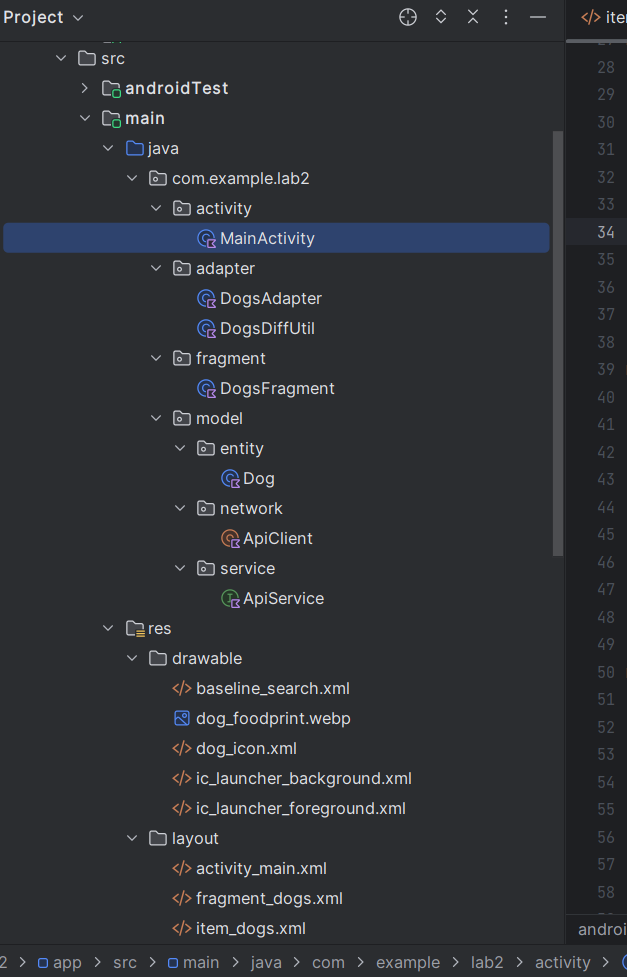 Project
</> iten
src
androidTest
main
java
com.example.lab2
activity
MainActivity
adapter
DogsAdapter
DogsDiffUtil
fragment
DogsFragment
model
entity
Dog
network
ApiClient
service
ApiService
res
drawable
baseline_search.xml
dog_foodprint.webp
dog_icon.xml
ic_launcher_background.xml
ic_launcher_foreground.xml
layout
activity_main.xml
fragment_dogs.xml
item_dogs.xml
28
29
30
31
32
33
34
35
36
37
38
39
40
41
42
43
44
45
46
47
48
49
50
51
52
53
54
55
56
57
58
androi
2 > app > src > main > java > com > example > lab2 > activity >